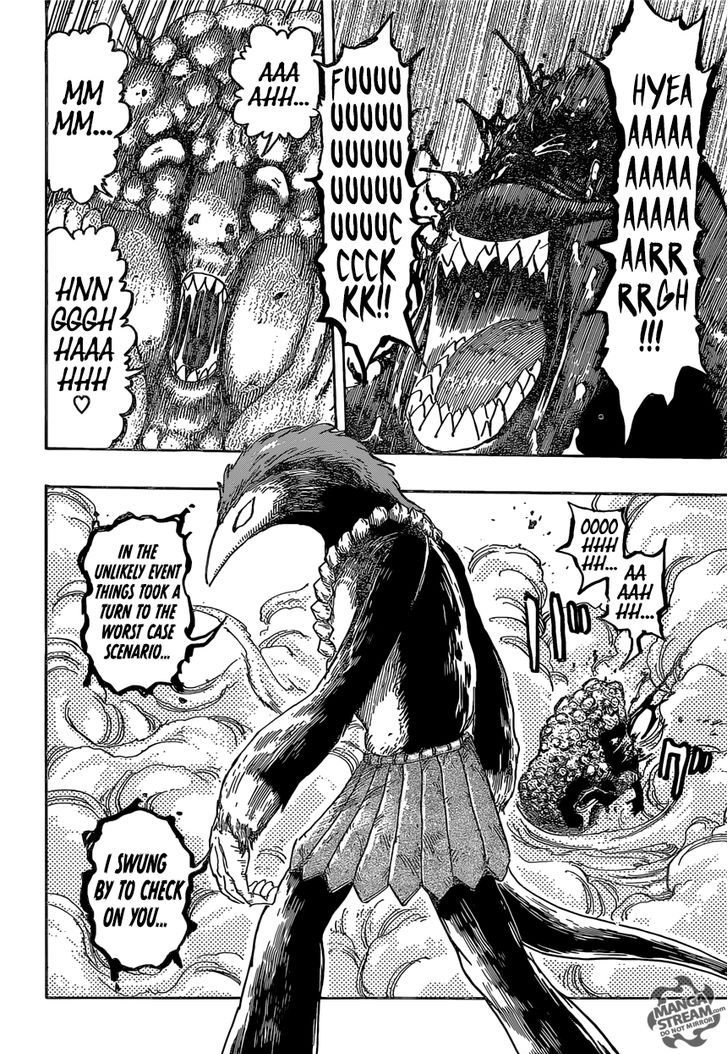 HYEA
AAAAA
AAAAA
AAAAA
AARR
RRGH
!!!
FUUUU
UUUUU
UUUUU
UUUUU
UUUUC
CCCK
KK!!
AAA
AHH...
MM
MM...
HNN
GGGH
HAAA
HHH
♡
OOOO
HHH
HH...
AA
AAH
HH...
IN THE
UNLIKELY EVENT
THINGS TOOK A
TURN TO THE
WORST CASE
SCENARIO...
I SWUNG
BY TO CHECK
ON YOU...
MANGA
STREAM.com
DO NOT MIRROR